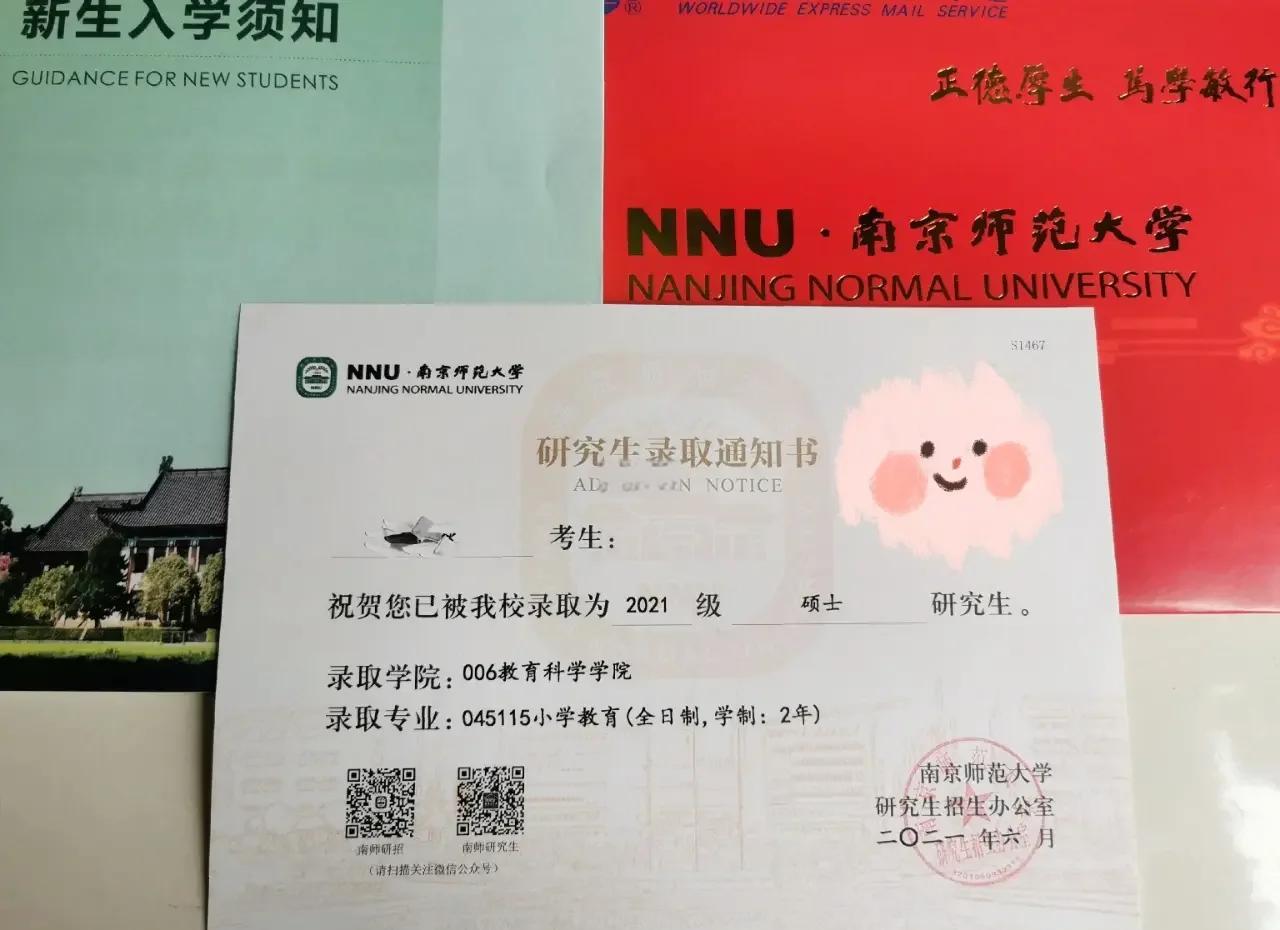 新生入学须知
GUIDANCE FOR NEW STUDENTS
WORLDWIDE EXPRESS MAIL SERVICE
正德厚生 笃學敏行
NNU·南京师范大学
NANJING NORMAL UNIVERSITY
S1467
NNU·南京师范大学
NANJING NORMAL UNIVERSITY
研究生录取通知书
NOTICE
考生：
祝贺您已被我校录取为 2021 级 硕士 研究生。
录取学院：006教育科学学院
录取专业：045115小学教育(全日制,学制：2年)
南师研招
南师研究生
（请扫描关注微信公众号）
南京师范大学
研究生招生办公室
二〇二一年六月